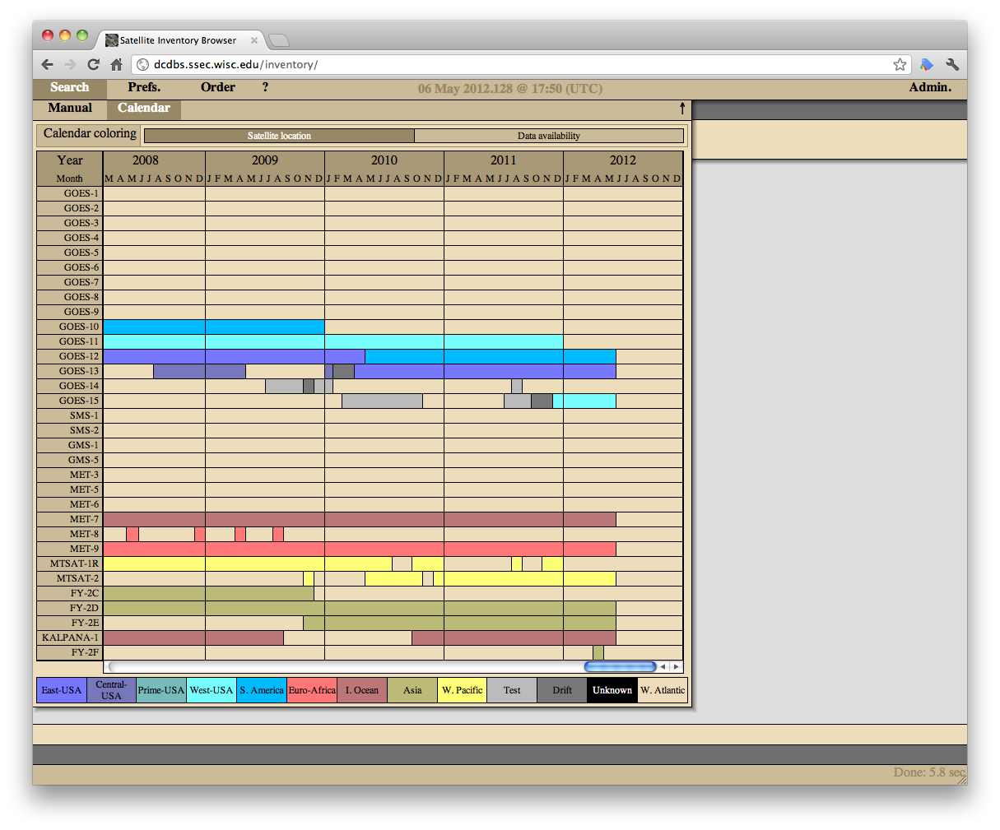 Satellite Inventory Browser
dcdbs.ssec.wisc.edu/inventory/
Search Prefs. Order ? 06 May 2012.128 @ 17:50 (UTC) Admin.
Manual Calendar ↑
Calendar coloring Satellite location Data availability
Year 2008 2009 2010 2011 2012
Month M A M J J A S O N D J F M A M J J A S O N D J F M A M J J A S O N D J F M A M J J A S O N D J F M A M J J A S O N D
GOES-1
GOES-2
GOES-3
GOES-4
GOES-5
GOES-6
GOES-7
GOES-8
GOES-9
GOES-10
GOES-11
GOES-12
GOES-13
GOES-14
GOES-15
SMS-1
SMS-2
GMS-1
GMS-5
MET-3
MET-5
MET-6
MET-7
MET-8
MET-9
MTSAT-1R
MTSAT-2
FY-2C
FY-2D
FY-2E
KALPANA-1
FY-2F
East-USA Central-USA Prime-USA West-USA S. America Euro-Africa I. Ocean Asia W. Pacific Test Drift Unknown W. Atlantic
Done: 5.8 sec